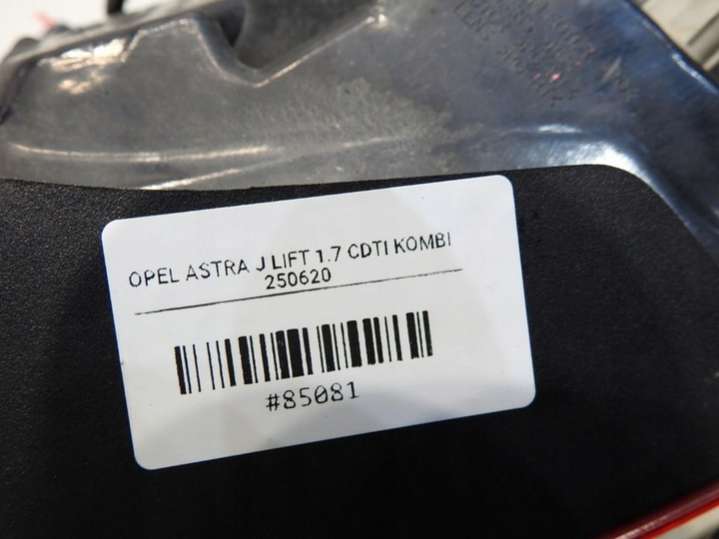 OPEL ASTRA J LIFT 1.7 CDTI KOMBI
250620
#85081